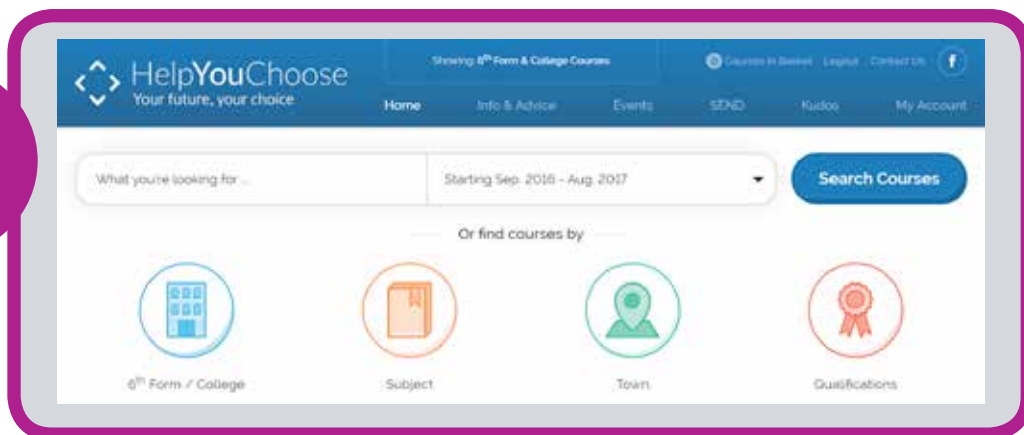 HelpYouChoose
Your future, your choice
Showing: 6th Form & College Courses
Courses in Basket Logout Contact Us f
Home Info & Advice Events SEND Kudos My Account
What you're looking for ...
Starting Sep. 2016 - Aug. 2017
Search Courses
Or find courses by
6th Form / College Subject Town Qualifications